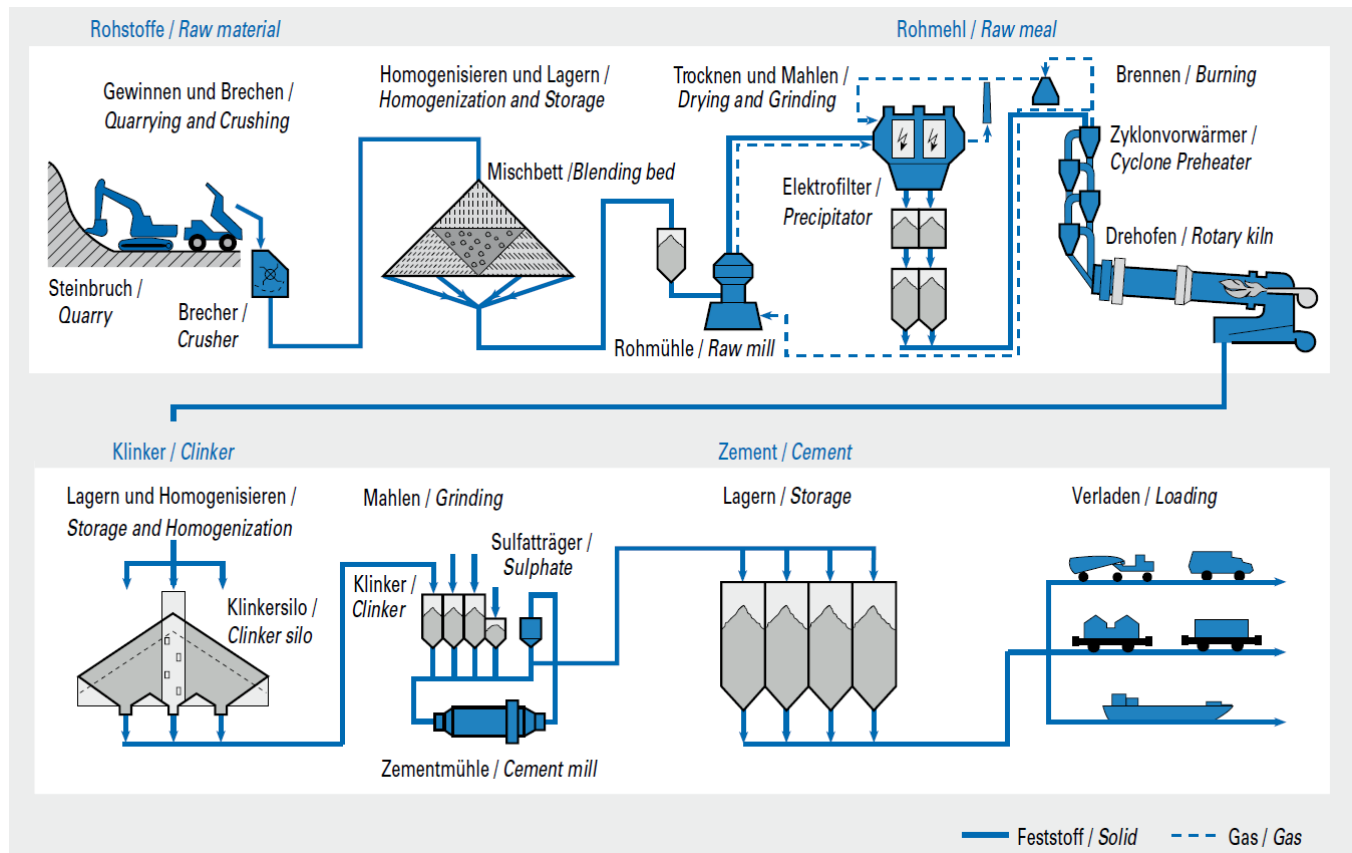 Rohstoffe / Raw material
Rohmehl / Raw meal
Gewinnen und Brechen /
Quarrying and Crushing
Homogenisieren und Lagern /
Homogenization and Storage
Trocknen und Mahlen /
Drying and Grinding
Brennen / Burning
Zyklonvorwärmer /
Cyclone Preheater
Mischbett / Blending bed
Elektrofilter /
Precipitator
Drehofen / Rotary kiln
Steinbruch /
Quarry
Brecher /
Crusher
Rohmühle / Raw mill
Klinker / Clinker
Zement / Cement
Lagern und Homogenisieren /
Storage and Homogenization
Mahlen / Grinding
Lagern / Storage
Verladen / Loading
Sulfatträger /
Sulphate
Klinker /
Clinker
Klinkersilo /
Clinker silo
Zementmühle / Cement mill
Feststoff / Solid
Gas / Gas